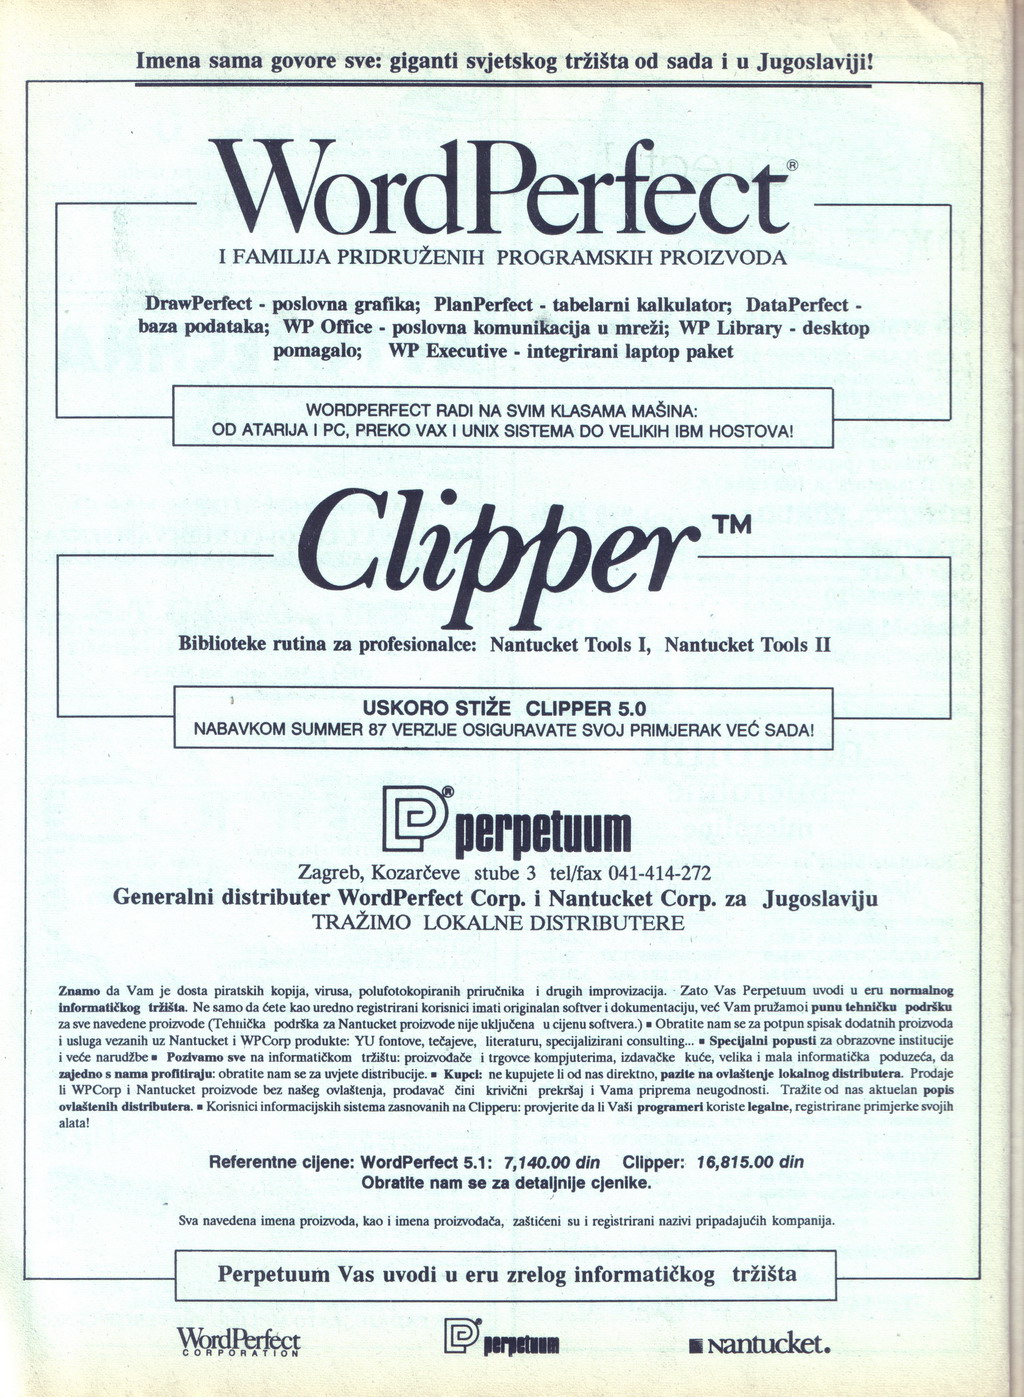 Imena sama govore sve: giganti svjetskog tržišta od sada i u Jugoslaviji!
WordPerfect®
I FAMILIJA PRIDRUŽENIH PROGRAMSKIH PROIZVODA
DrawPerfect - poslovna grafika; PlanPerfect - tabelarni kalkulator; DataPerfect -
baza podataka; WP Office - poslovna komunikacija u mreži; WP Library - desktop
pomagalo; WP Executive - integrirani laptop paket
WORDPERFECT RADI NA SVIM KLASAMA MAŠINA:
OD ATARIJA I PC, PREKO VAX I UNIX SISTEMA DO VELIKIH IBM HOSTOVA!
Clipper™
Biblioteke rutina za profesionalce: Nantucket Tools I, Nantucket Tools II
USKORO STIŽE CLIPPER 5.0
NABAVKOM SUMMER 87 VERZIJE OSIGURAVATE SVOJ PRIMJERAK VEĆ SADA!
® perpetuum
Zagreb, Kozarčeve stube 3 tel/fax 041-414-272
Generalni distributer WordPerfect Corp. i Nantucket Corp. za Jugoslaviju
TRAŽIMO LOKALNE DISTRIBUTERE
Znamo da Vam je dosta piratskih kopija, virusa, polufotokopiranih priručnika i drugih improvizacija. Zato Vas Perpetuum uvodi u eru normalnog
informatičkog tržišta. Ne samo da ćete kao uredno registrirani korisnici imati originalan softver i dokumentaciju, već Vam pružamoi punu tehničku podršku
za sve navedene proizvode (Tehnička podrška za Nantucket proizvode nije uključena u cijenu softvera.) ■ Obratite nam se za potpun spisak dodatnih proizvoda
i usluga vezanih uz Nantucket i WPCorp produkte: YU fontove, tečajeve, literaturu, specijalizirani consulting... ■ Specijalni popusti za obrazovne institucije
i veće narudžbe ■ Pozivamo sve na informatičkom tržištu: proizvođače i trgovce kompjuterima, izdavačke kuće, velika i mala informatička poduzeća, da
zajedno s nama profitiraju: obratite nam se za uvjete distribucije. ■ Kupci: ne kupujete li od nas direktno, pazite na ovlaštenje lokalnog distributera. Prodaje
li WPCorp i Nantucket proizvode bez našeg ovlaštenja, prodavač čini krivični prekršaj i Vama priprema neugodnosti. Tražite od nas aktuelan popis
ovlaštenih distributera. ■ Korisnici informacijskih sistema zasnovanih na Clipperu: provjerite da li Vaši programeri koriste legalne, registrirane primjerke svojih
alata!
Referentne cijene: WordPerfect 5.1: 7,140.00 din Clipper: 16,815.00 din
Obratite nam se za detaljnije cjenike.
Sva navedena imena proizvoda, kao i imena proizvođača, zaštićeni su i registrirani nazivi pripadajućih kompanija.
Perpetuum Vas uvodi u eru zrelog informatičkog tržišta
WordPerfect
CORPORATION
perpetuum
Nantucket.